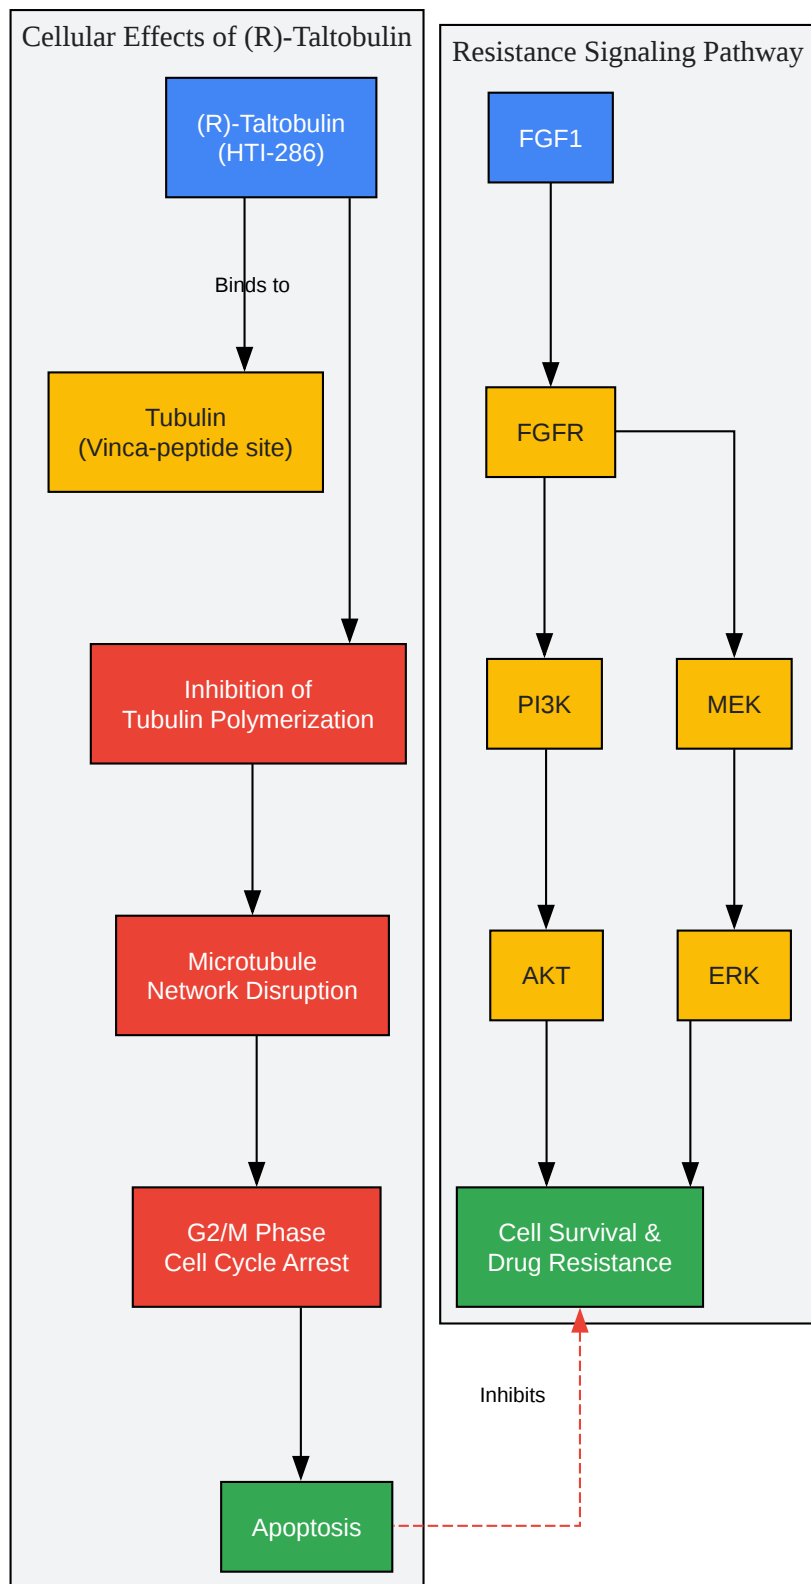 Cellular Effects of (R)-Taltobulin
(R)-Taltobulin
(HTI-286)
Binds to
Tubulin
(Vinca-peptide site)
Inhibition of
Tubulin Polymerization
Microtubule
Network Disruption
G2/M Phase
Cell Cycle Arrest
Apoptosis
Resistance Signaling Pathway
FGF1
FGFR
PI3K
MEK
AKT
ERK
Cell Survival &
Drug Resistance
Inhibits